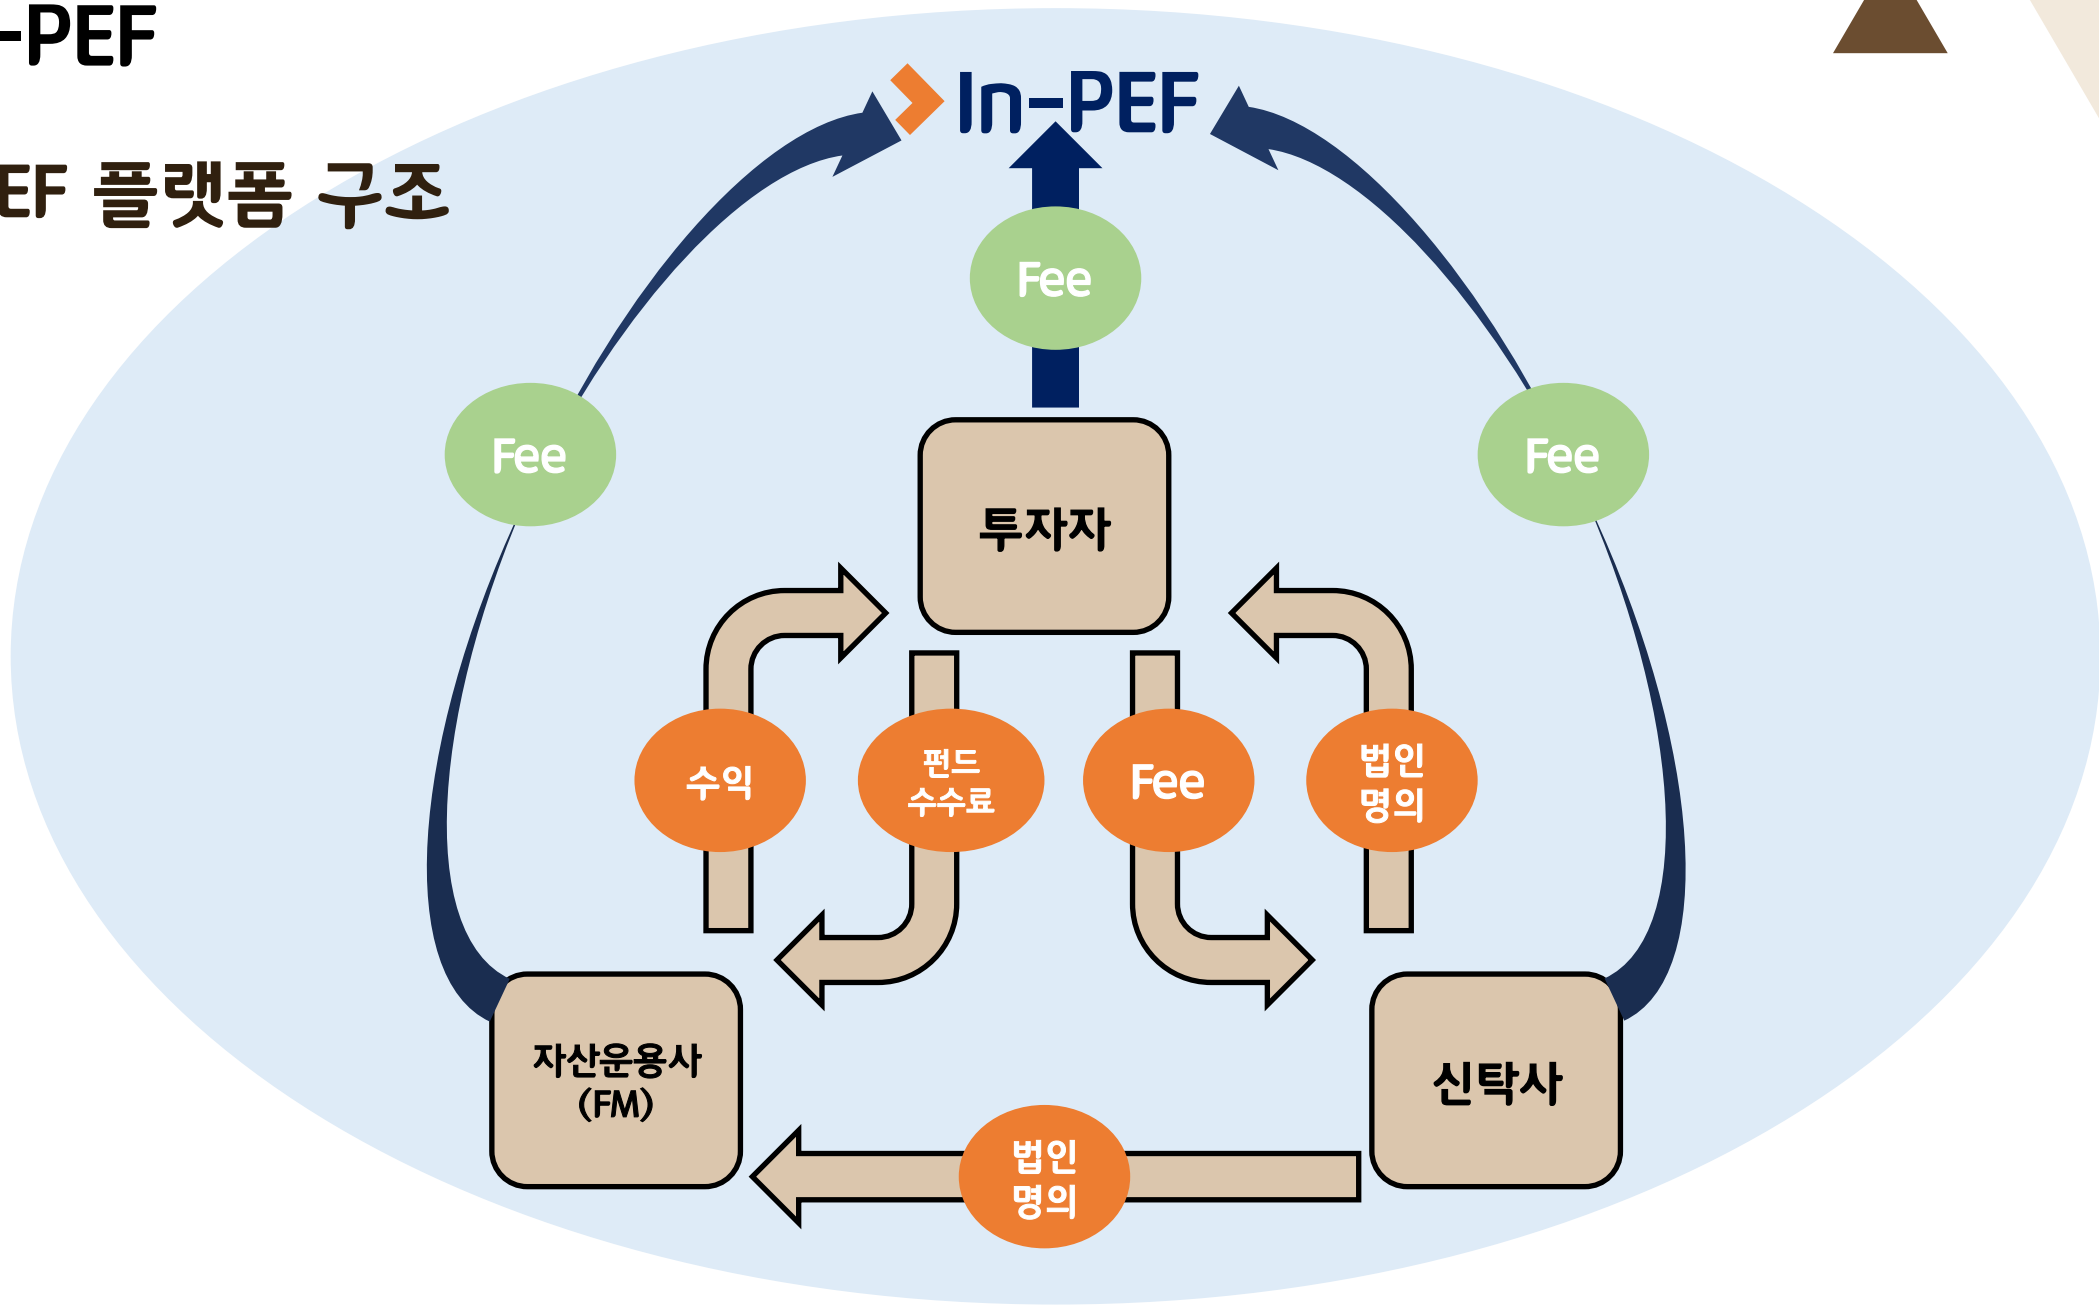 -PEF
In-PEF
EF 플랫폼 구조
Fee
Fee
Fee
투자자
수익
펀드
수수료
Fee
법인
명의
자산운용사
(FM)
신탁사
법인
명의